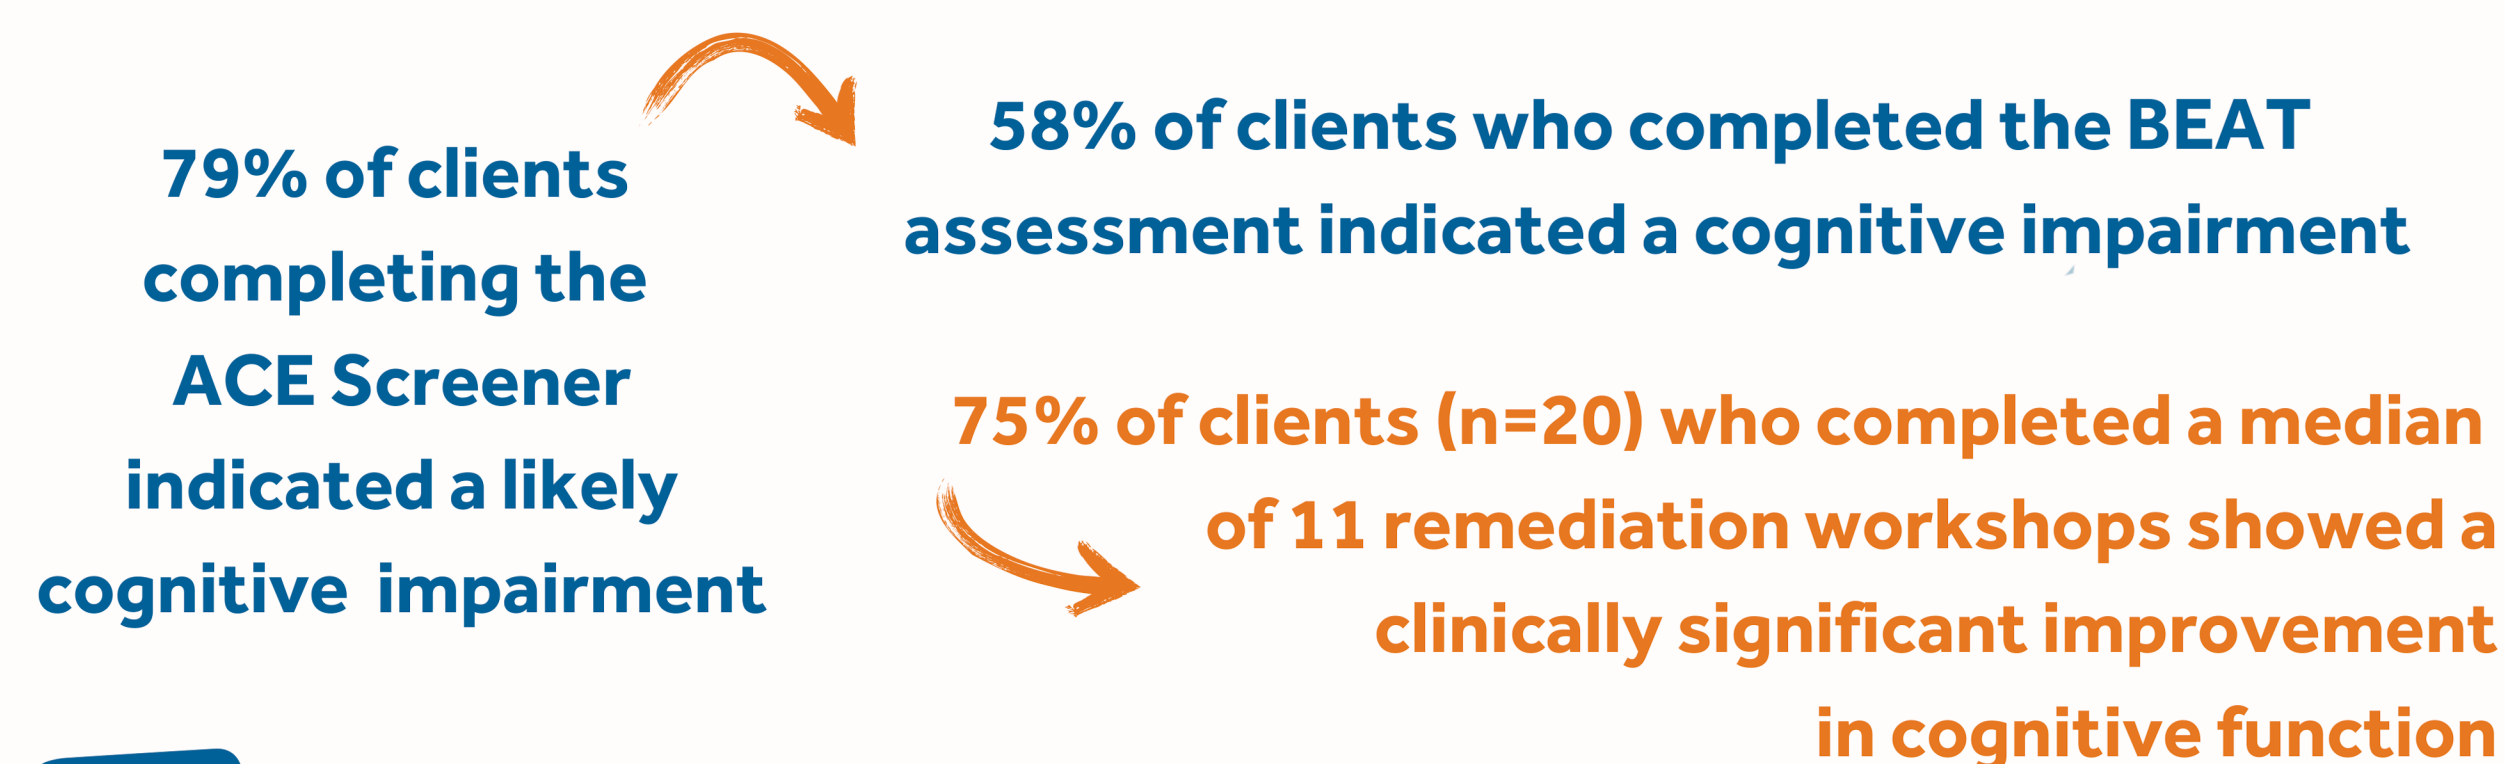 79% of clients
completing the
ACE Screener
indicated a likely
cognitive impairment
58% of clients who completed the BEAT
assessment indicated a cognitive impairment
75% of clients (n=20) who completed a median
of 11 remediation workshops showed a
clinically significant improvement
in cognitive function